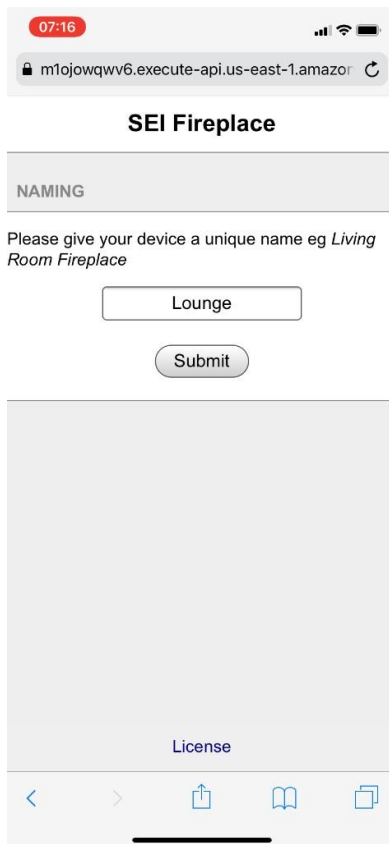 07:16
m1ojowqwv6.execute-api.us-east-1.amazon
SEI Fireplace
NAMING
Please give your device a unique name eg Living
Room Fireplace
Lounge
Submit
License